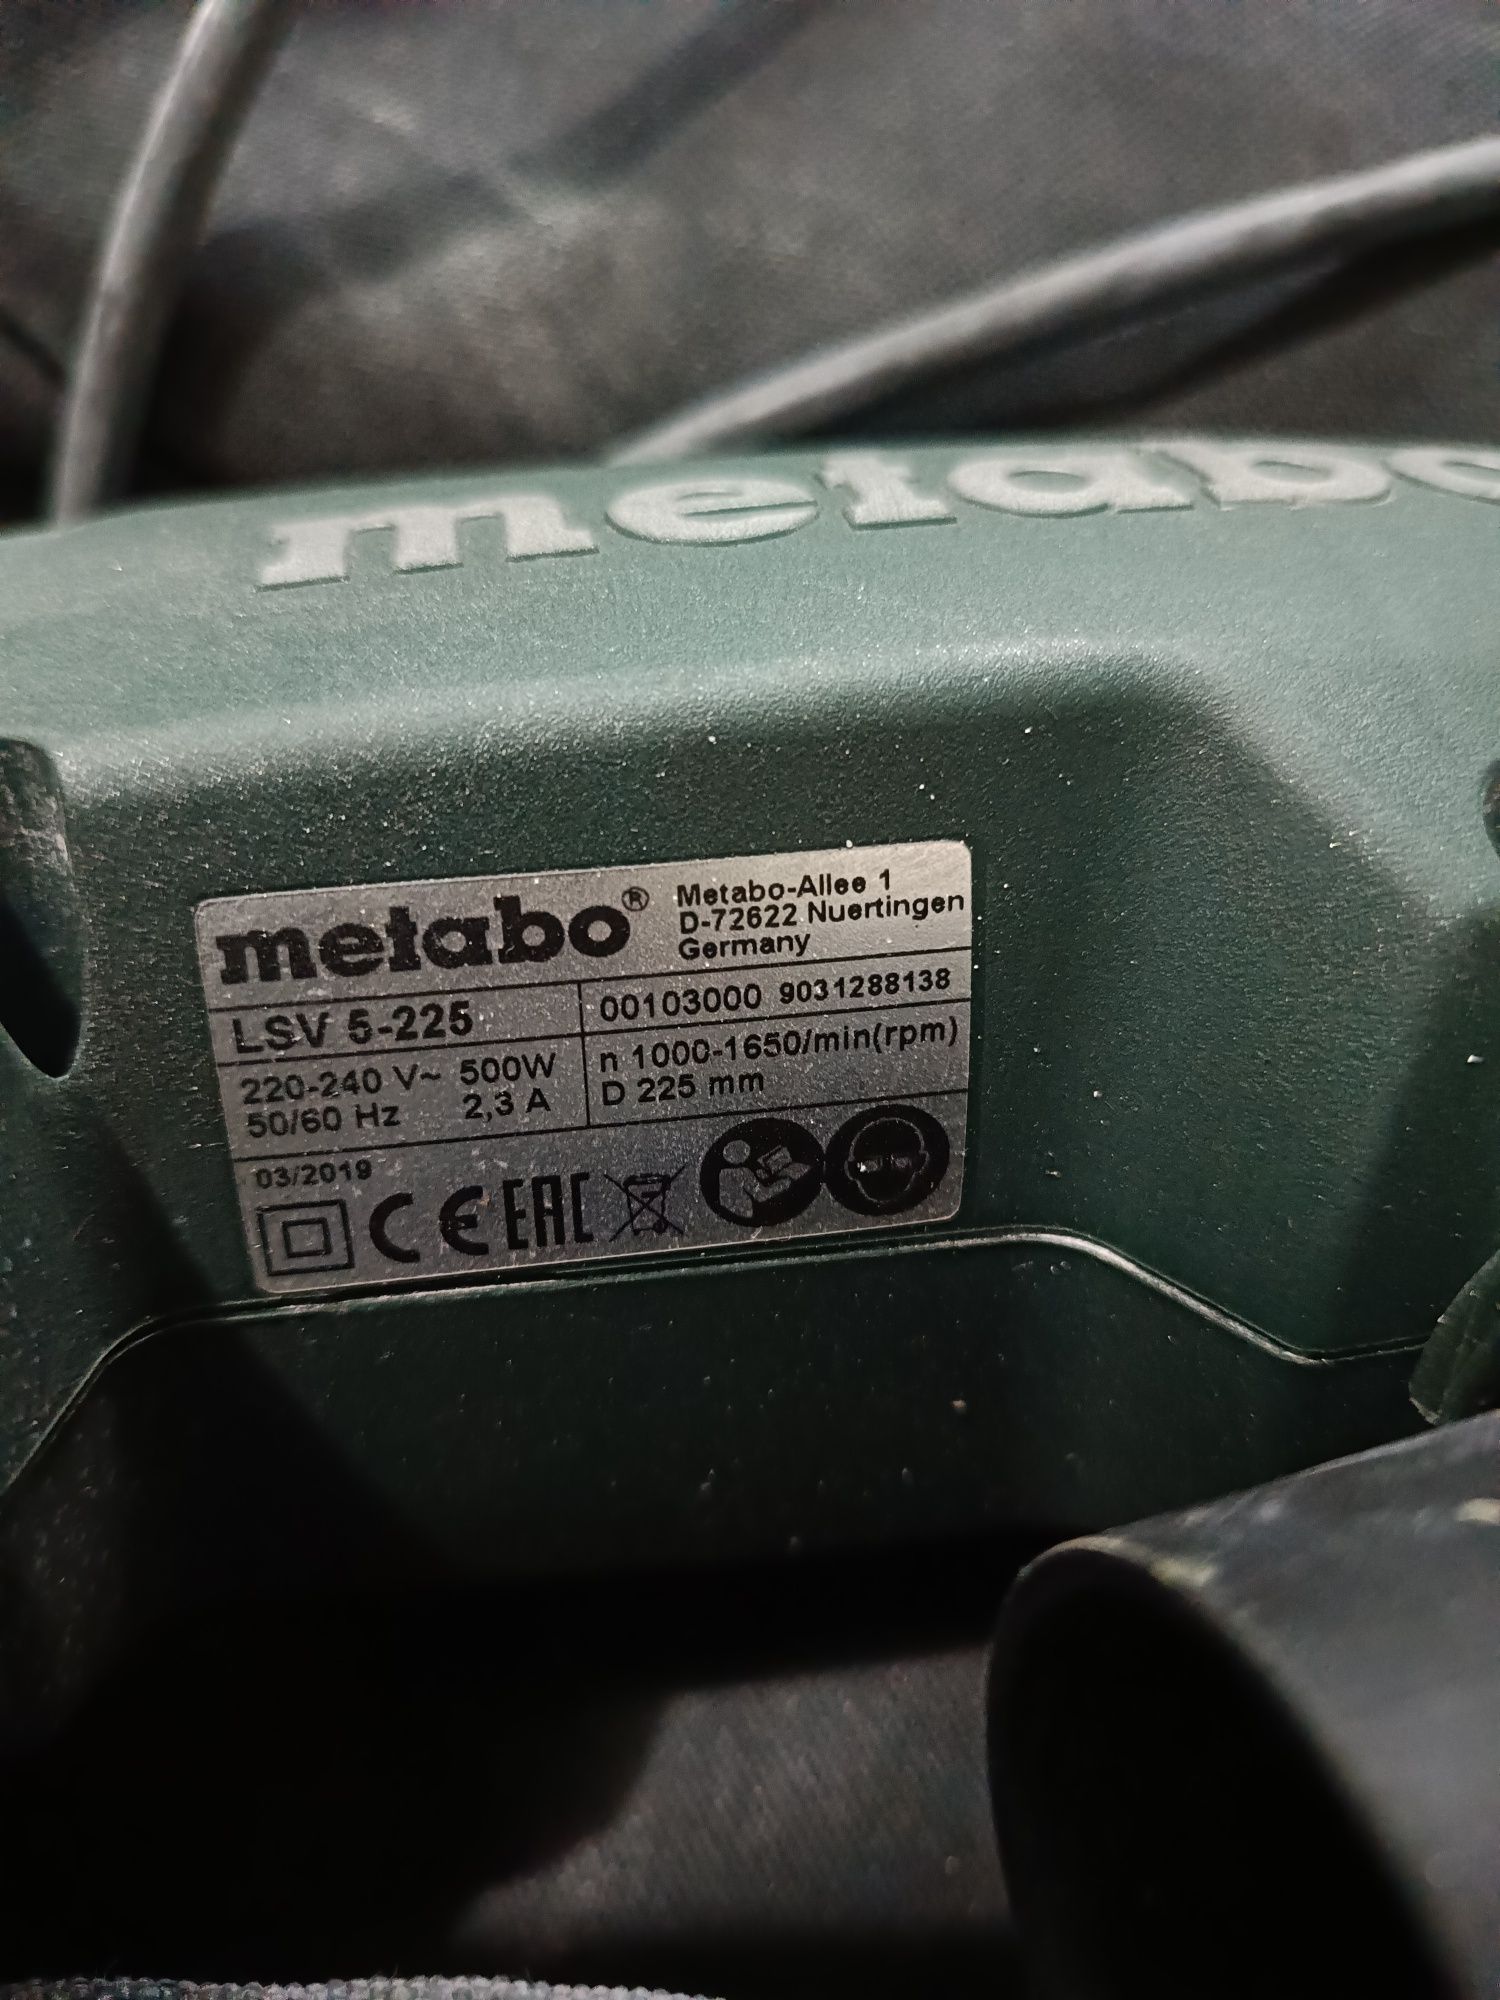 metabo
metabo® Metabo-Allee 1
D-72622 Nuertingen
Germany
LSV 5-225
00103000 9031288138
220-240 V~ 500W
50/60 Hz 2,3 A
n 1000-1650/min(rpm)
D 225 mm
03/2019
CE EAC